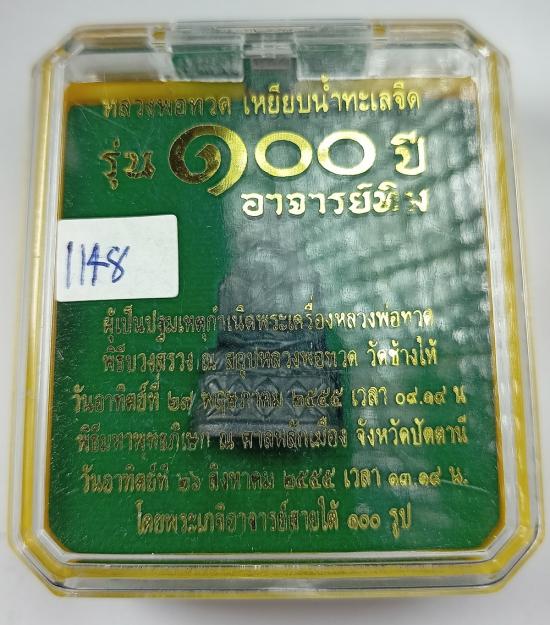 หลวงพ่อทวด เหยียบน้ำทะเลจืด
รุ่น ๑๐๐ ปี
อาจารย์ทิม
1148
ผู้เป็นปฐมเหตุกำเนิดพระเครื่องหลวงพ่อทวด
พิธีบวงสรวง ณ สถูปหลวงพ่อทวด วัดช้างให้
วันอาทิตย์ที่ ๒๗ พฤษภาคม ๒๕๕๕ เวลา ๐๙.๑๙ น
พิธีมหาพุทธภิเษก ณ ศาลหลักเมือง จังหวัดปัตตานี
วันอาทิตย์ที่ ๒๖ สิงหาคม ๒๕๕๕ เวลา ๑๓.๑๙ น.
โดยพระเกจิอาจารย์สายใต้ ๑๐๐ รูป